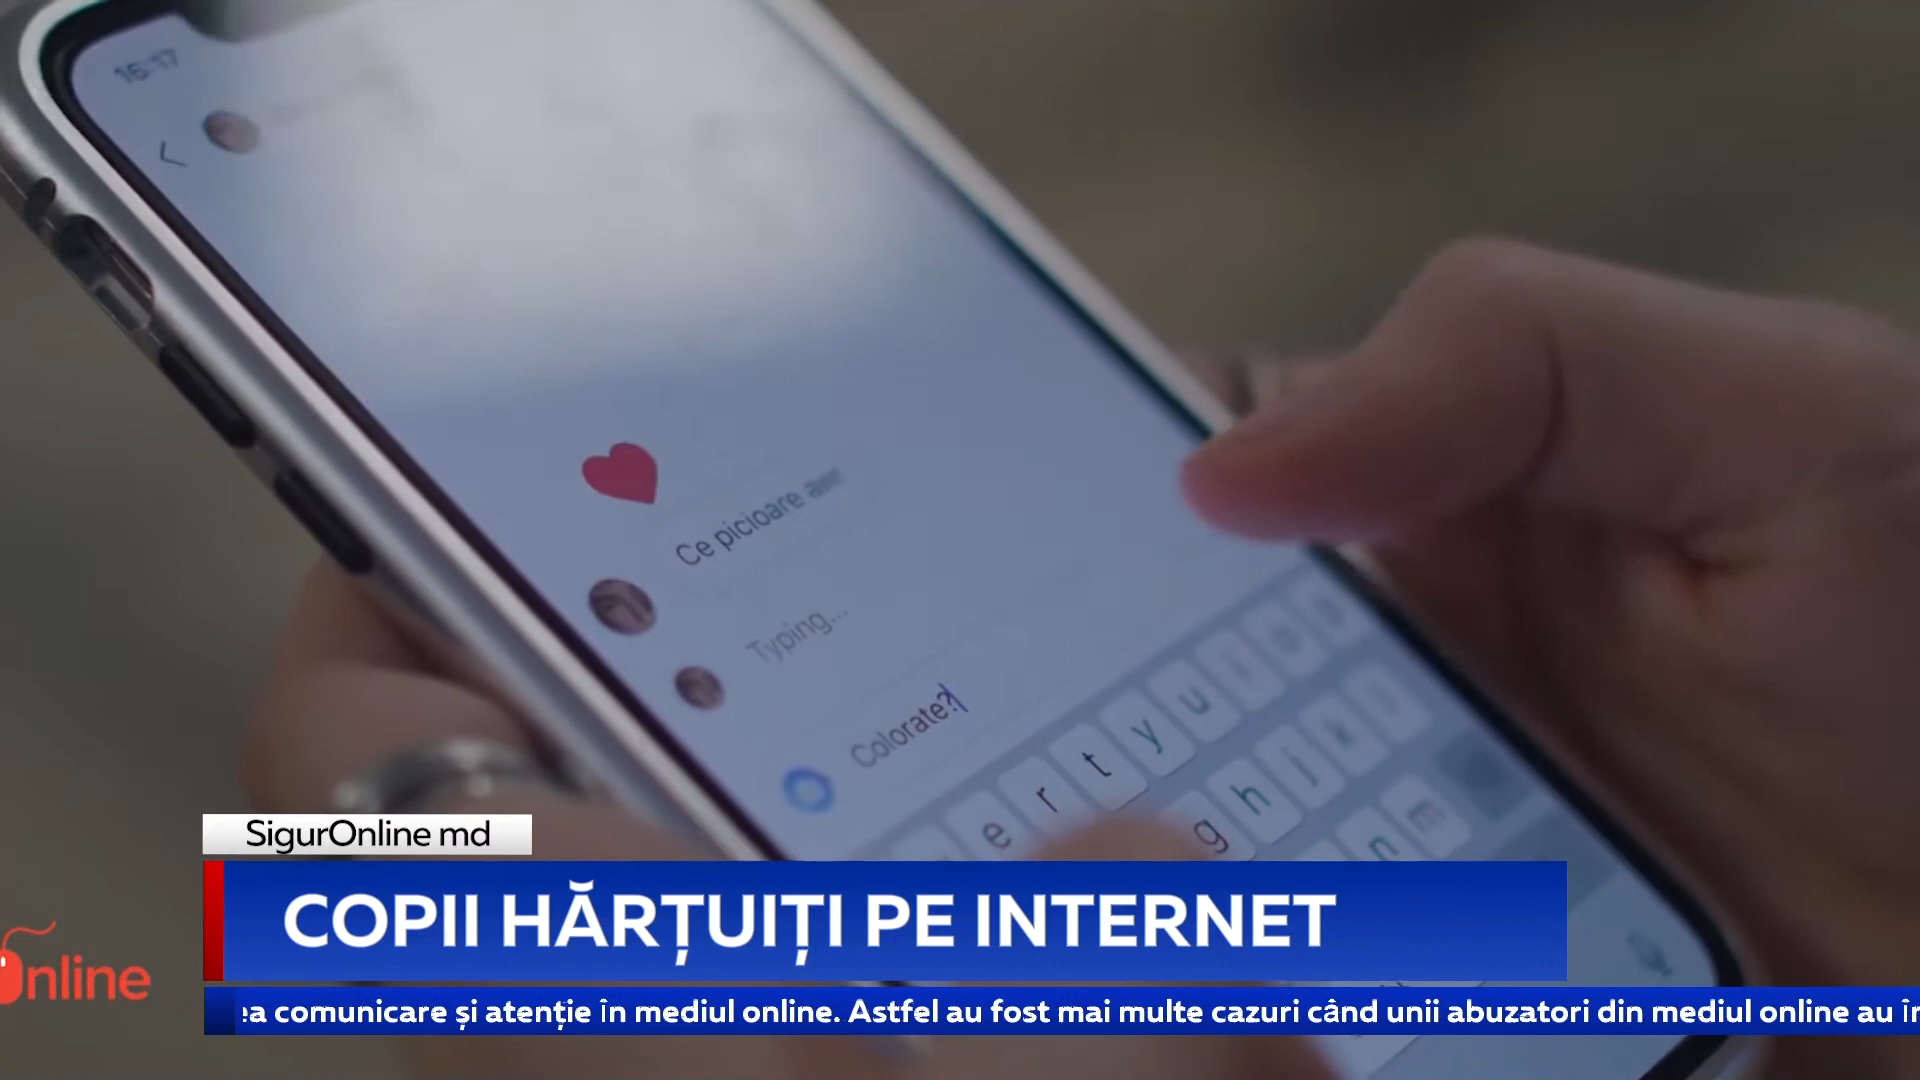 16:17
Ce picioare
Typing...
Colorate?
e r t y u i o p
g h j k l
n m
SigurOnline md
COPII HĂRȚUIȚI PE INTERNET
nline
comunicare și atenție în mediul online. Astfel au fost mai multe cazuri când unii abuzatori din mediul online au